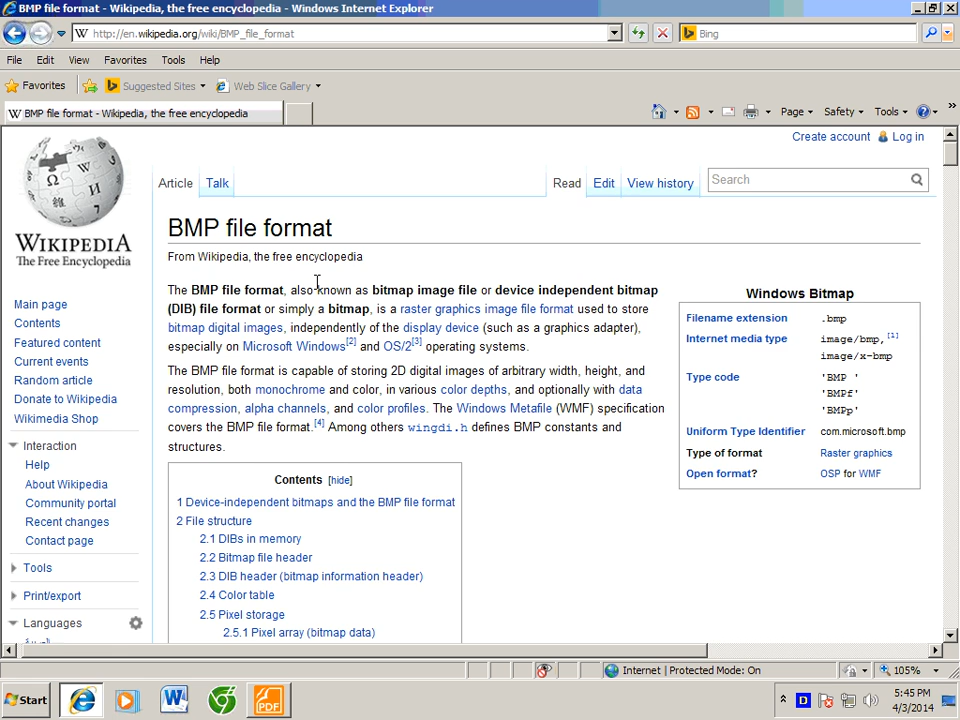 BMP file format - Wikipedia, the free encyclopedia - Windows Internet Explorer
http://en.wikipedia.org/wiki/BMP_file_format
Bing
File Edit View Favorites Tools Help
Favorites Suggested Sites Web Slice Gallery
BMP file format - Wikipedia, the free encyclopedia
Page Safety Tools
Create account Log in
Article Talk Read Edit View history Search
WIKIPEDIA
The Free Encyclopedia
Main page
Contents
Featured content
Current events
Random article
Donate to Wikipedia
Wikimedia Shop
Interaction
Help
About Wikipedia
Community portal
Recent changes
Contact page
Tools
Print/export
Languages
BMP file format
From Wikipedia, the free encyclopedia
The BMP file format, also known as bitmap image file or device independent bitmap
(DIB) file format or simply a bitmap, is a raster graphics image file format used to store
bitmap digital images, independently of the display device (such as a graphics adapter),
especially on Microsoft Windows[2] and OS/2[3] operating systems.
The BMP file format is capable of storing 2D digital images of arbitrary width, height, and
resolution, both monochrome and color, in various color depths, and optionally with data
compression, alpha channels, and color profiles. The Windows Metafile (WMF) specification
covers the BMP file format.[4] Among others wingdi.h defines BMP constants and
structures.
Contents [hide]
1 Device-independent bitmaps and the BMP file format
2 File structure
2.1 DIBs in memory
2.2 Bitmap file header
2.3 DIB header (bitmap information header)
2.4 Color table
2.5 Pixel storage
2.5.1 Pixel array (bitmap data)
Windows Bitmap
Filename extension .bmp
Internet media type image/bmp,[1]
image/x-bmp
Type code 'BMP '
'BMPf'
'BMPp'
Uniform Type Identifier com.microsoft.bmp
Type of format Raster graphics
Open format? OSP for WMF
Internet | Protected Mode: On
105%
Start
PDF
5:45 PM
4/3/2014